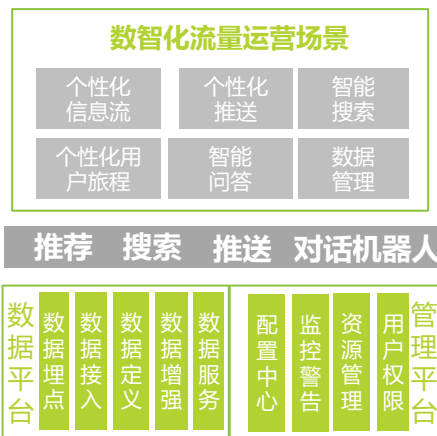 数智化流量运营场景
个性化
信息流
个性化
推送
智能
搜索
个性化用
户旅程
智能
问答
数据
管理
推荐 搜索 推送 对话机器人
数据平台
数据埋点
数据接入
数据定义
数据增强
数据服务
配置中心
监控警告
资源管理
用户权限
管理平台